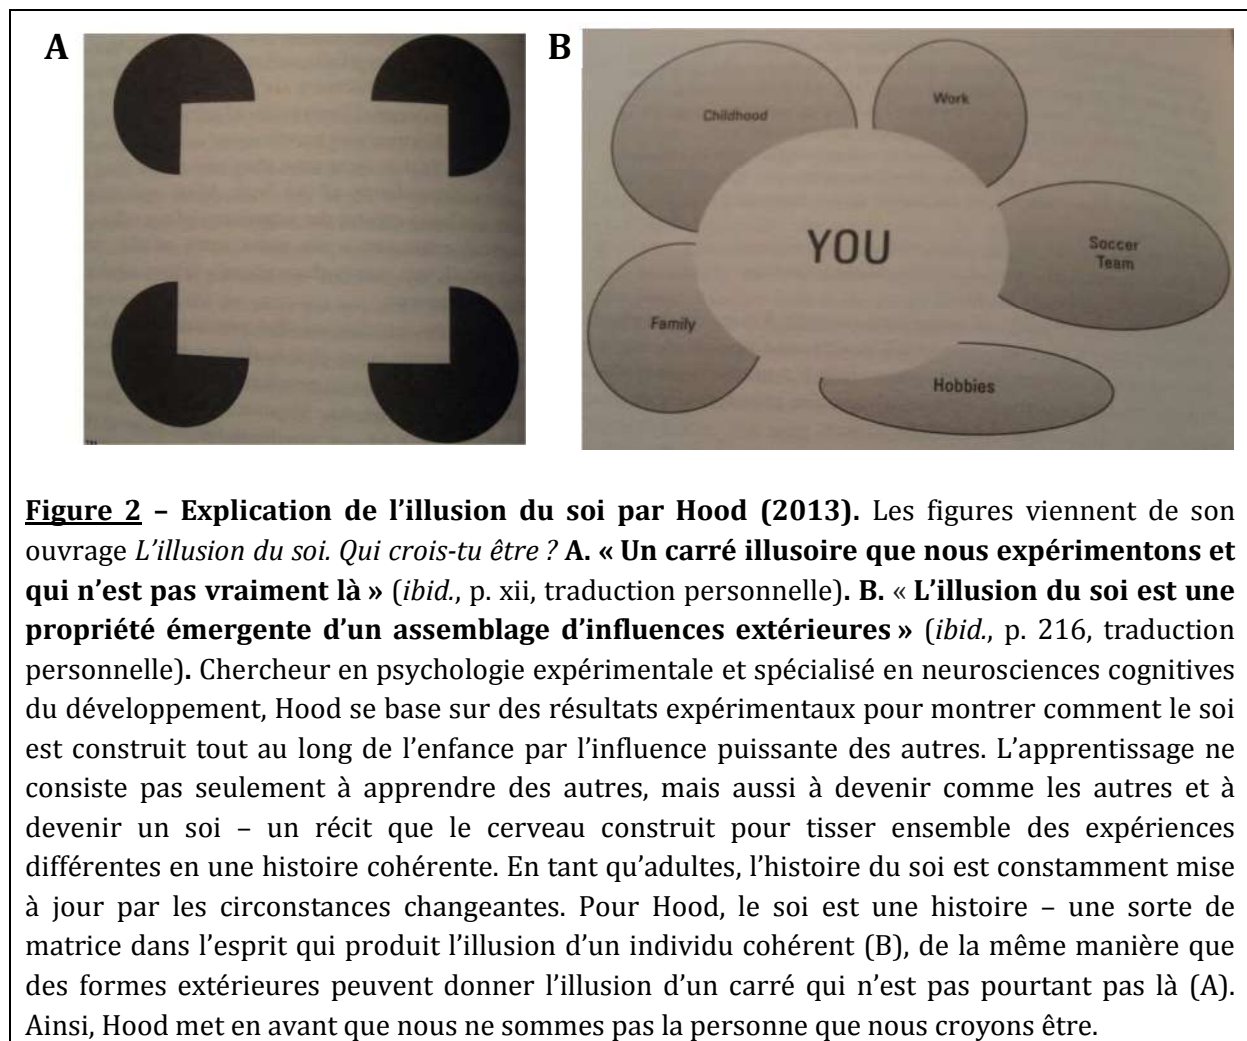 A
B
Childhood
Work
YOU
Soccer
Team
Family
Hobbies
Figure 2 – Explication de l’illusion du soi par Hood (2013). Les figures viennent de son
ouvrage L’illusion du soi. Qui crois-tu être ? A. « Un carré illusoire que nous expérimentons et
qui n’est pas vraiment là » (ibid., p. xii, traduction personnelle). B. « L’illusion du soi est une
propriété émergente d’un assemblage d’influences extérieures » (ibid., p. 216, traduction
personnelle). Chercheur en psychologie expérimentale et spécialisé en neurosciences cognitives
du développement, Hood se base sur des résultats expérimentaux pour montrer comment le soi
est construit tout au long de l’enfance par l’influence puissante des autres. L’apprentissage ne
consiste pas seulement à apprendre des autres, mais aussi à devenir comme les autres et à
devenir un soi – un récit que le cerveau construit pour tisser ensemble des expériences
différentes en une histoire cohérente. En tant qu’adultes, l’histoire du soi est constamment mise
à jour par les circonstances changeantes. Pour Hood, le soi est une histoire – une sorte de
matrice dans l’esprit qui produit l’illusion d’un individu cohérent (B), de la même manière que
des formes extérieures peuvent donner l’illusion d’un carré qui n’est pas pourtant pas là (A).
Ainsi, Hood met en avant que nous ne sommes pas la personne que nous croyons être.